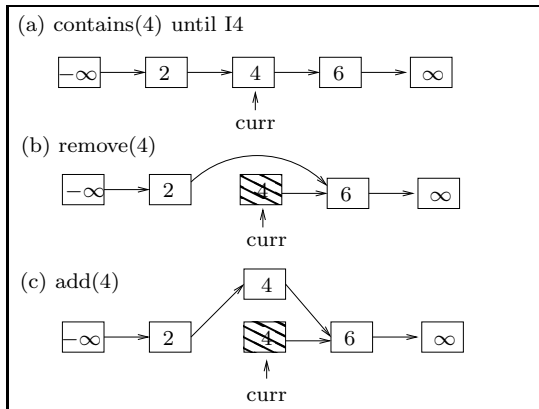 (a) contains(4) until I4
−∞ 2 4 6 ∞
curr
(b) remove(4)
−∞ 2 4 6 ∞
curr
(c) add(4)
4
−∞ 2 4 6 ∞
curr